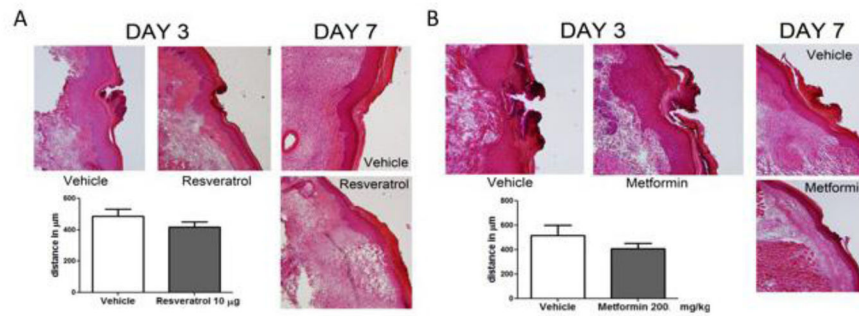 A
DAY 3
DAY 7
Vehicle
Resveratrol
Vehicle
Resveratrol
distance in µm
600
400
200
0
Vehicle
Resveratrol 10 µg
B
DAY 3
DAY 7
Vehicle
Metformin
Vehicle
Metformi
distance in µm
800
600
400
200
0
Vehicle
Metformin 200. mg/kg